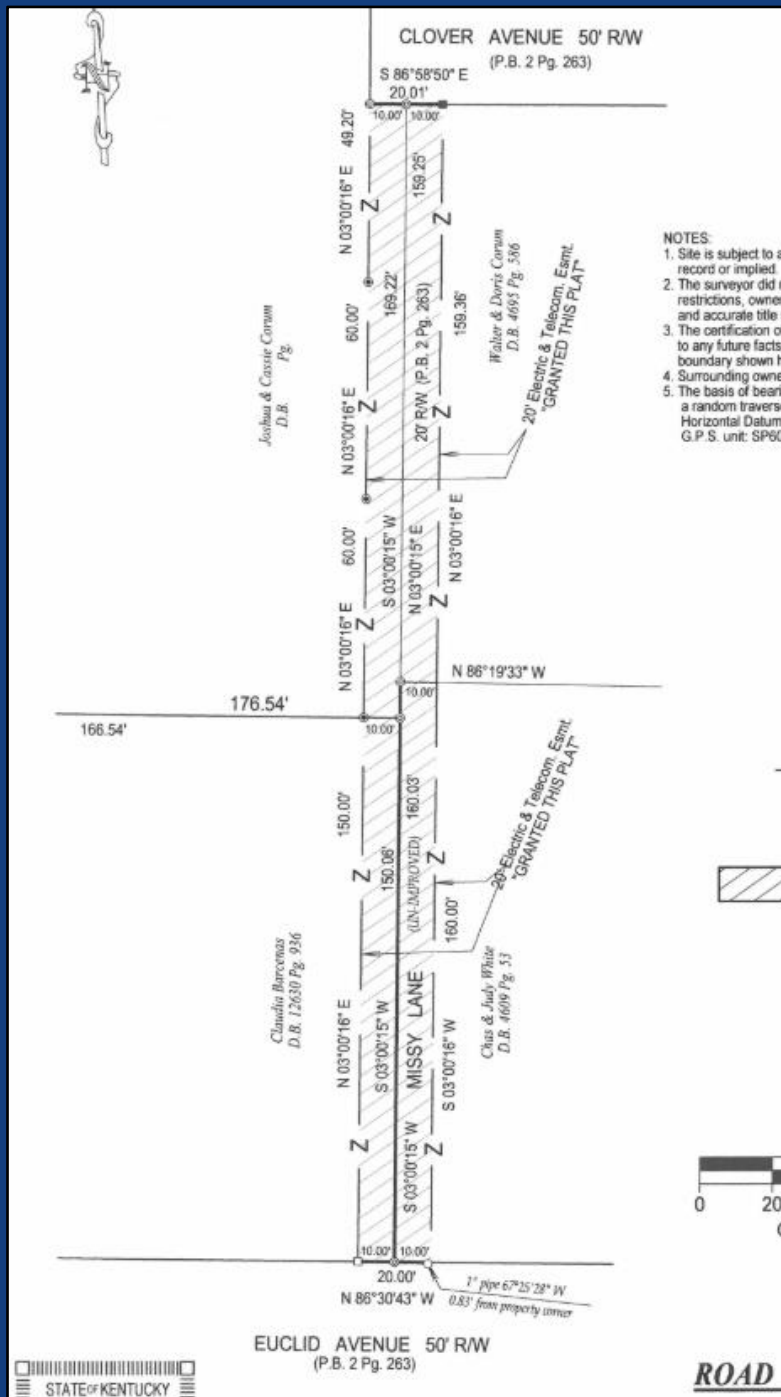 CLOVER AVENUE 50' R/W
(P.B. 2 Pg. 263)
S 86°58'50" E
20.01'
10.00' 10.00'
49.20'
N 03°00'16" E
159.25'
169.22'
20' R/W (P.B. 2 Pg. 263)
159.36'
Walter & Doris Corum
D.B. 4695 Pg. 586
20' Electric & Telecom. Esmt.
"GRANTED THIS PLAT"
60.00'
N 03°00'16" E
Joshua & Cassie Corum
D.B. Pg.
NOTES:
1. Site is subject to a
record or implied.
2. The surveyor did
restrictions, owne
and accurate title
3. The certification o
to any future facts
boundary shown h
4. Surrounding owne
5. The basis of beari
a random travers
Horizontal Datum
G.P.S. unit: SP60
60.00'
N 03°00'16" E
S 03°00'15" W
N 03°00'15" E
N 03°00'16" E
N 86°19'33" W
10.00'
176.54'
166.54'
10.00'
150.00'
150.06'
160.03'
(UN-IMPROVED)
160.00'
20' Electric & Telecom. Esmt.
"GRANTED THIS PLAT"
Claudia Barcenas
D.B. 12630 Pg. 936
N 03°00'16" E
S 03°00'15" W
MISSY LANE
S 03°00'15" W
S 03°00'16" W
Chas & Judy White
D.B. 4609 Pg. 53
10.00' 10.00'
20.00'
N 86°30'43" W
1" pipe 67°25'28" W
0.83' from property corner
EUCLID AVENUE 50' R/W
(P.B. 2 Pg. 263)
STATE OF KENTUCKY
0 20
ROAD
Z
Z
Z
Z
Z
Z
Z
Z
Z
Z